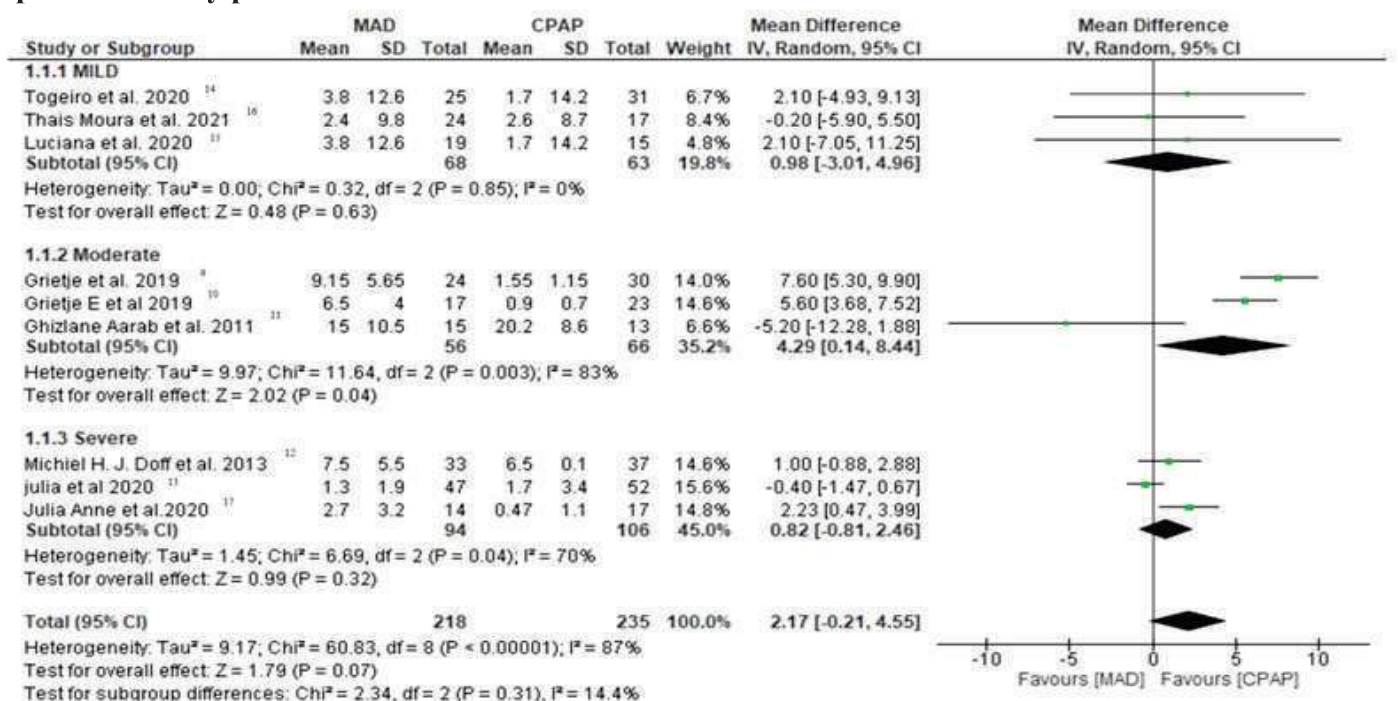 MAD CPAP Mean Difference Mean Difference
Study or Subgroup Mean SD Total Mean SD Total Weight IV, Random, 95% CI IV, Random, 95% CI
1.1.1 MILD
Togeiro et al. 2020 14 3.8 12.6 25 1.7 14.2 31 6.7% 2.10 [-4.93, 9.13]
Thais Moura et al. 2021 16 2.4 9.8 24 2.6 8.7 17 8.4% -0.20 [-5.90, 5.50]
Luciana et al. 2020 3.8 12.6 19 1.7 14.2 15 4.8% 2.10 [-7.05, 11.25]
Subtotal (95% CI) 68 63 19.8% 0.98 [-3.01, 4.96]
Heterogeneity: Tau² = 0.00; Chi² = 0.32, df = 2 (P = 0.85); I² = 0%
Test for overall effect: Z = 0.48 (P = 0.63)
1.1.2 Moderate
Grietje et al. 2019 9.15 5.65 24 1.55 1.15 30 14.0% 7.60 [5.30, 9.90]
Grietje E et al 2019 10 6.5 4 17 0.9 0.7 23 14.6% 5.60 [3.68, 7.52]
Ghizlane Aarab et al. 2011 11 15 10.5 15 20.2 8.6 13 6.6% -5.20 [-12.28, 1.88]
Subtotal (95% CI) 56 66 35.2% 4.29 [0.14, 8.44]
Heterogeneity: Tau² = 9.97; Chi² = 11.64, df = 2 (P = 0.003); I² = 83%
Test for overall effect: Z = 2.02 (P = 0.04)
1.1.3 Severe
Michiel H. J. Doff et al. 2013 12 7.5 5.5 33 6.5 0.1 37 14.6% 1.00 [-0.88, 2.88]
julia et al 2020 1.3 1.9 47 1.7 3.4 52 15.6% -0.40 [-1.47, 0.67]
Julia Anne et al.2020 17 2.7 3.2 14 0.47 1.1 17 14.8% 2.23 [0.47, 3.99]
Subtotal (95% CI) 94 106 45.0% 0.82 [-0.81, 2.46]
Heterogeneity: Tau² = 1.45; Chi² = 6.69, df = 2 (P = 0.04); I² = 70%
Test for overall effect: Z = 0.99 (P = 0.32)
Total (95% CI) 218 235 100.0% 2.17 [-0.21, 4.55]
Heterogeneity: Tau² = 9.17; Chi² = 60.83, df = 8 (P < 0.00001); I² = 87%
Test for overall effect: Z = 1.79 (P = 0.07)
Test for subgroup differences: Chi² = 2.34, df = 2 (P = 0.31), I² = 14.4%
-10 -5 0 5 10
Favours [MAD] Favours [CPAP]